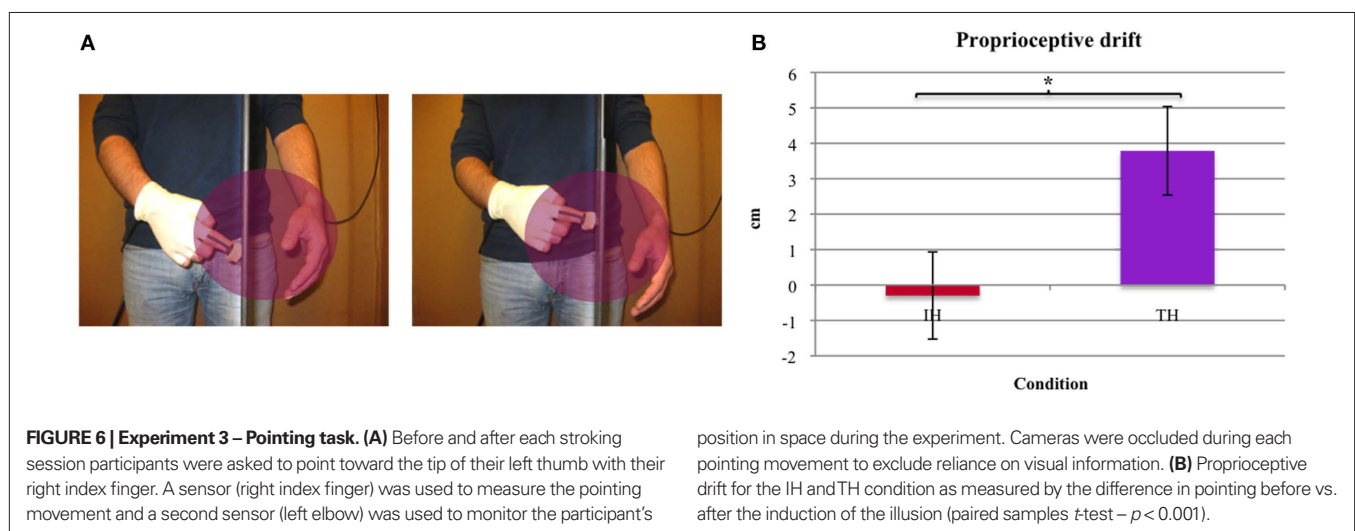 A
B
Proprioceptive drift
6
5
4
3
2
1
0
-1
-2
cm
*
IH
TH
Condition
FIGURE 6 | Experiment 3 – Pointing task. (A) Before and after each stroking
session participants were asked to point toward the tip of their left thumb with their
right index finger. A sensor (right index finger) was used to measure the pointing
movement and a second sensor (left elbow) was used to monitor the participant's
position in space during the experiment. Cameras were occluded during each
pointing movement to exclude reliance on visual information. (B) Proprioceptive
drift for the IH andTH condition as measured by the difference in pointing before vs.
after the induction of the illusion (paired samples t-test – p < 0.001).